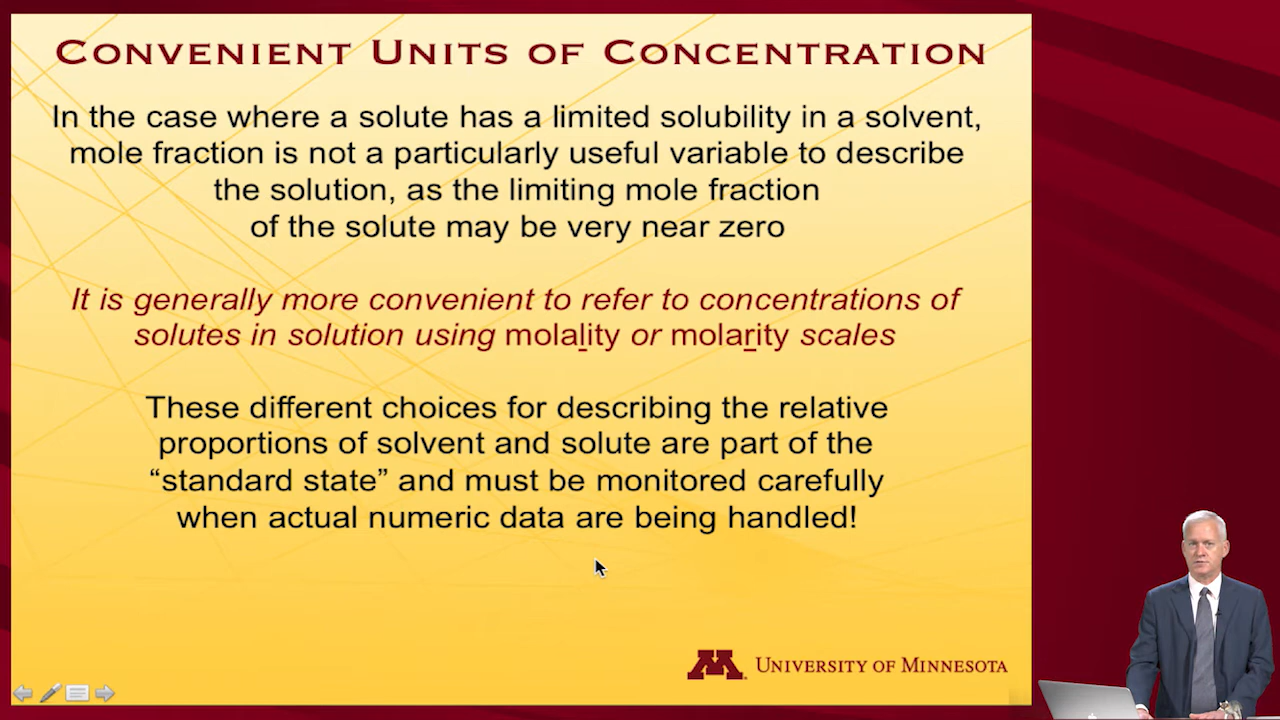 CONVENIENT UNITS OF CONCENTRATION
In the case where a solute has a limited solubility in a solvent,
mole fraction is not a particularly useful variable to describe
the solution, as the limiting mole fraction
of the solute may be very near zero
It is generally more convenient to refer to concentrations of
solutes in solution using molality or molarity scales
These different choices for describing the relative
proportions of solvent and solute are part of the
“standard state” and must be monitored carefully
when actual numeric data are being handled!
M UNIVERSITY OF MINNESOTA